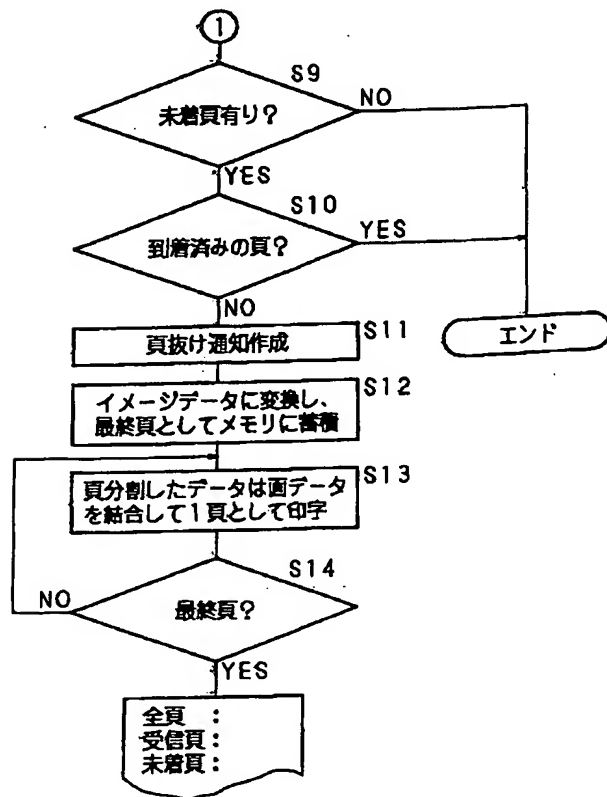 1
S9
未着頁有り?
NO
YES
S10
到着済みの頁?
YES
NO
エンド
頁抜け通知作成
S11
イメージデータに変換し、
最終頁としてメモリに蓄積
S12
頁分割したデータは画データ
を結合して1頁として印字
S13
S14
NO
最終頁?
YES
全頁 :
受信頁:
未着頁: